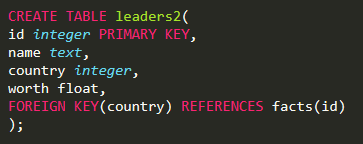 CREATE TABLE leaders2(
id integer PRIMARY KEY,
name text,
country integer,
worth float,
FOREIGN KEY(country) REFERENCES facts(id)
);